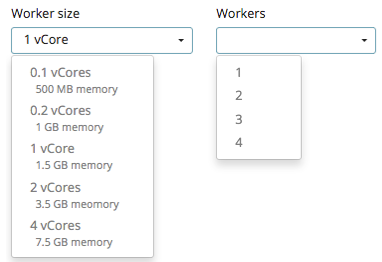 Worker size
Workers
1 vCore
0.1 vCores
500 MB memory
0.2 vCores
1 GB memory
1 vCore
1.5 GB memory
2 vCores
3.5 GB meomory
4 vCores
7.5 GB memory
1
2
3
4